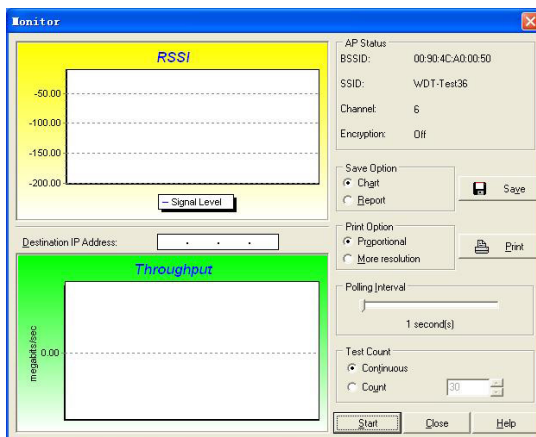 Monitor
RSSI
-50.00
-100.00
-150.00
-200.00
Signal Level
Destination IP Address: . . .
Throughput
megabits/sec
0.00
AP Status
BSSID: 00:90:4C:A0:00:50
SSID: WDT-Test36
Channel: 6
Encryption: Off
Save Option
Chart
Report
Save
Print Option
Proportional
More resolution
Print
Polling Interval
1 second(s)
Test Count
Continuous
Count 30
Start Close Help